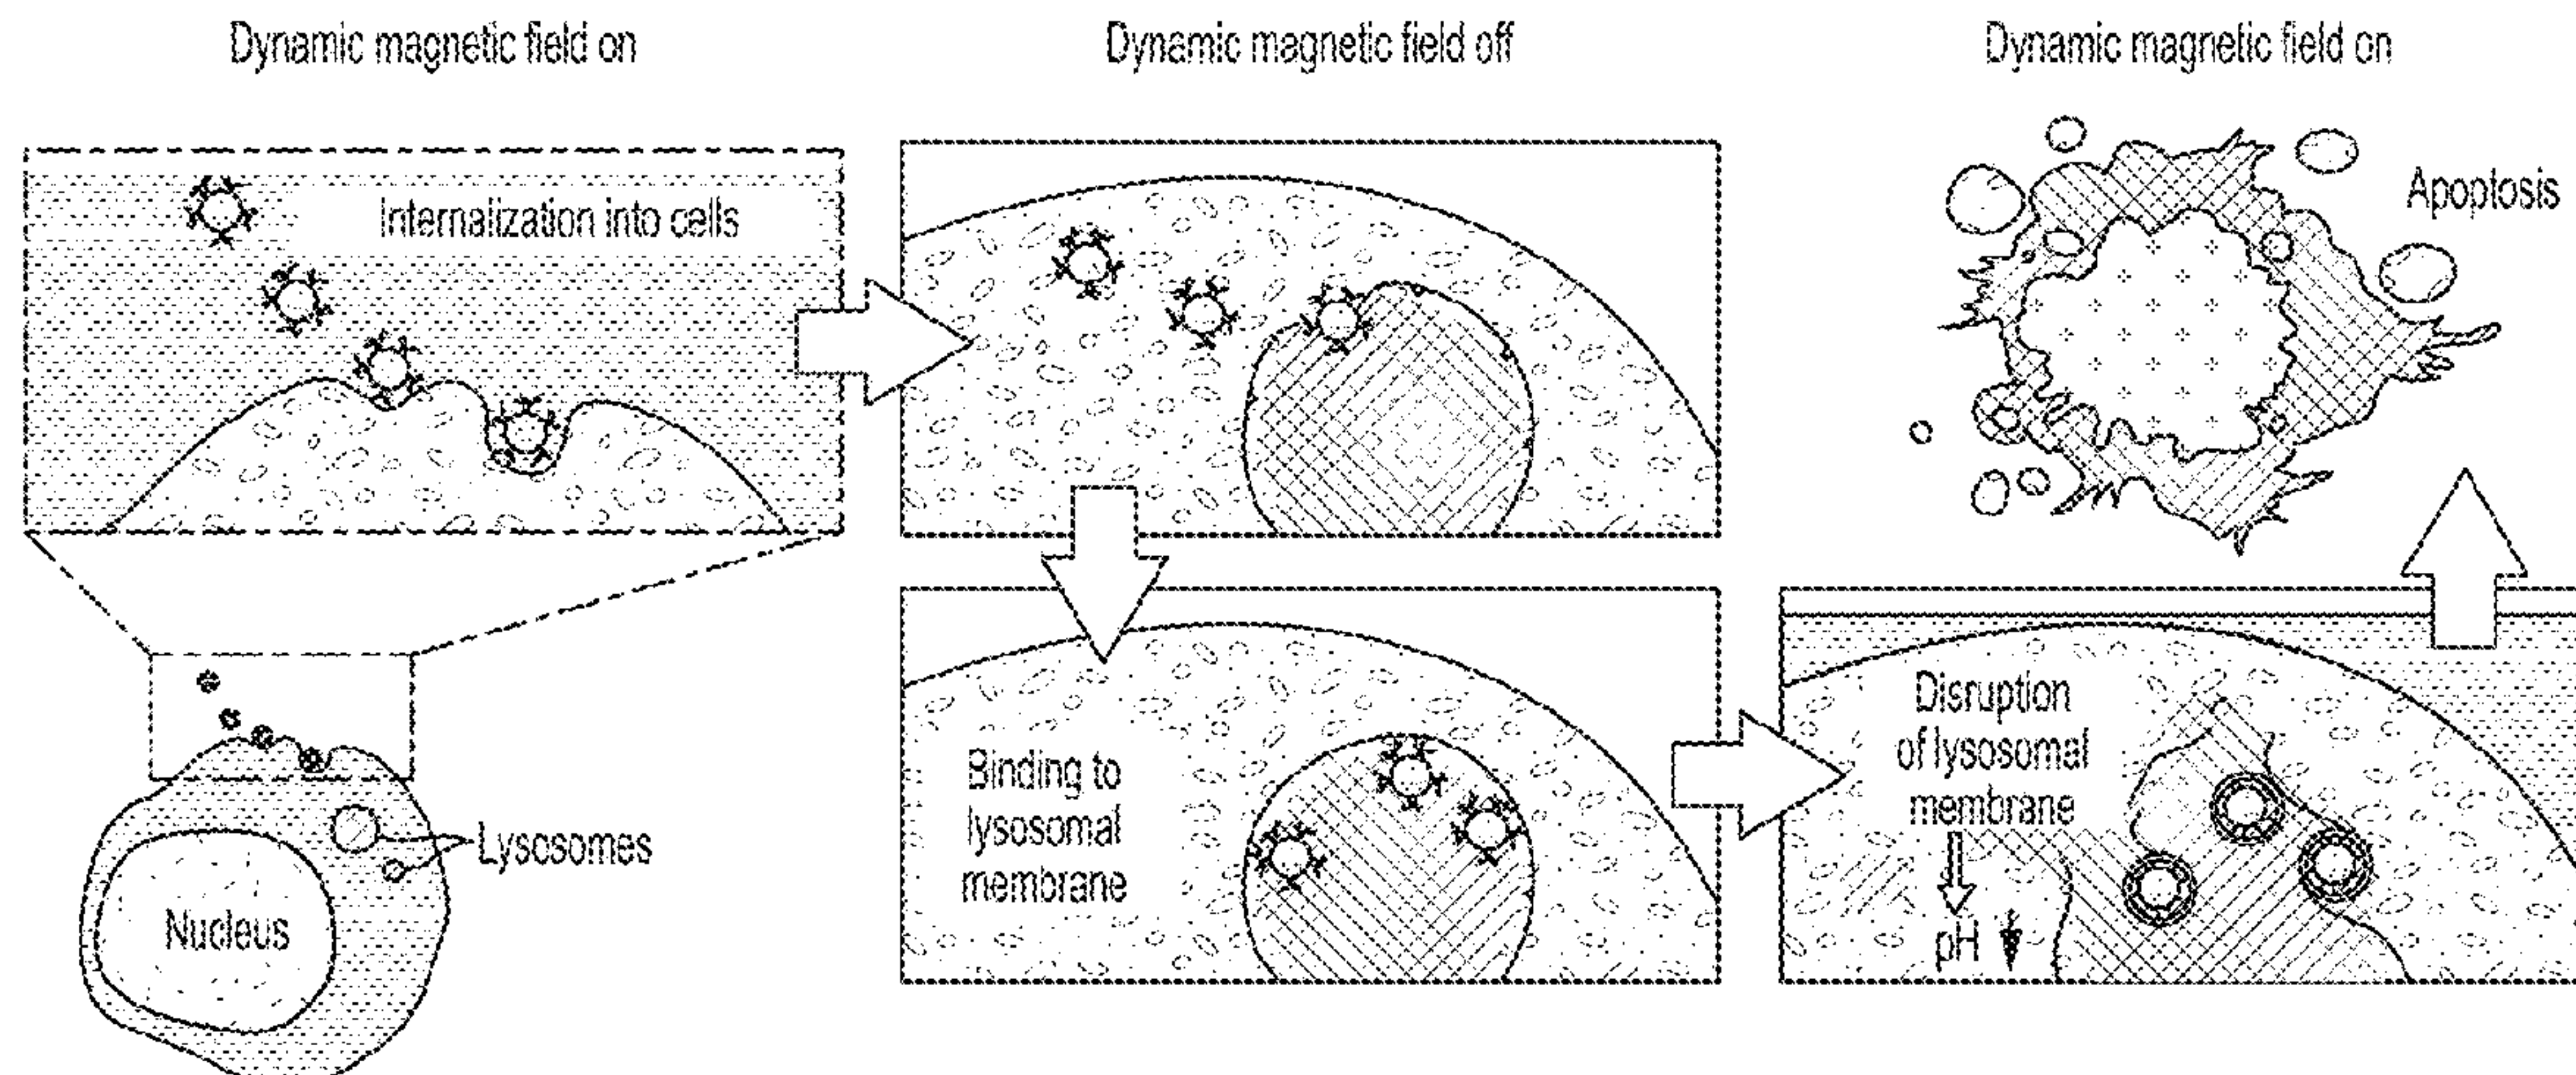 Dynamic magnetic field on
Dynamic magnetic field off
Dynamic magnetic field on
Internalization into cells
Apoptosis
Lysosomes
Nucleus
Binding to
lysosomal
membrane
Disruption
of lysosomal
membrane
pH